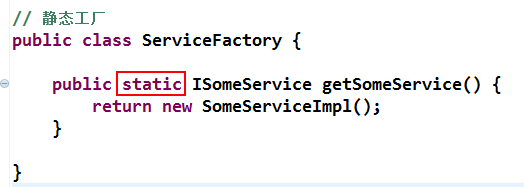 // 静态工厂
public class ServiceFactory {
public static ISomeService getSomeService() {
return new SomeServiceImpl();
}
}